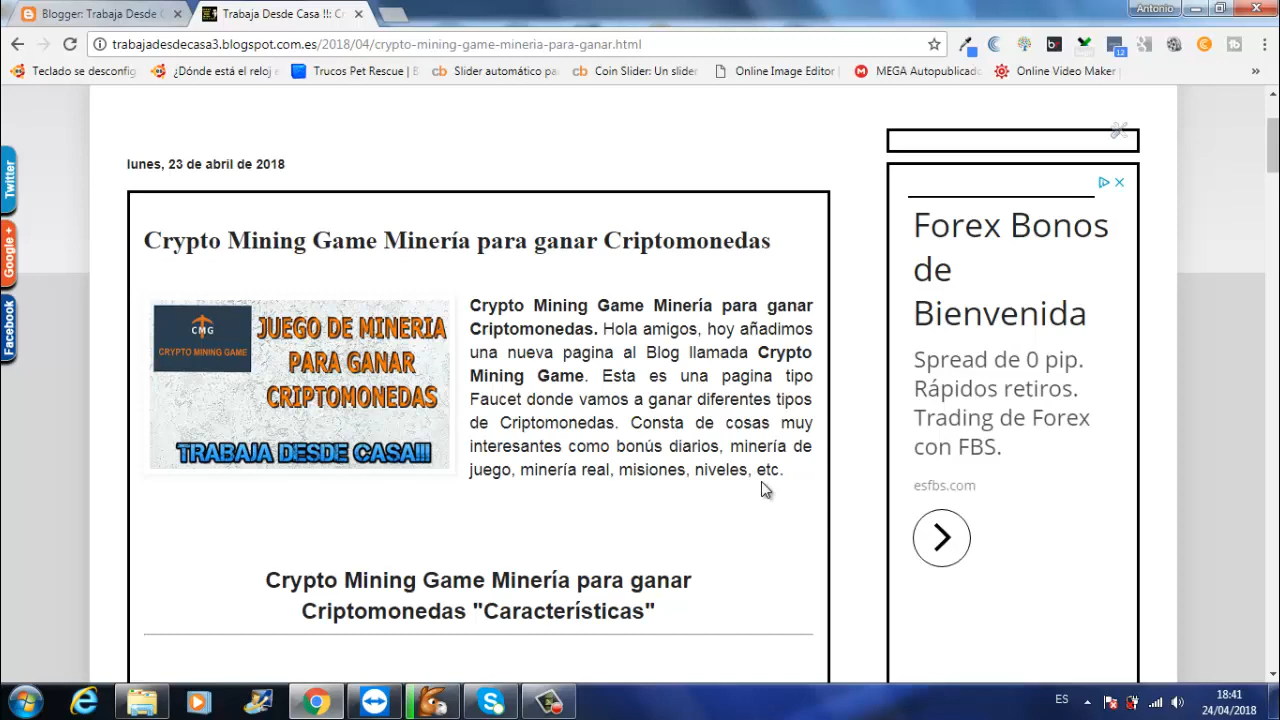 Blogger: Trabaja Desde C
Trabaja Desde Casa !!!: Cr
Antonio
trabajadesdecasa3.blogspot.com.es/2018/04/cryptomining-game-mineria-para-ganar.html
12
Teclado se desconfig
¿Dónde está el reloj
Trucos Pet Rescue | B
Slider automático pa
Coin Slider: Un slider
Online Image Editor
MEGA Autopublicado
Online Video Maker
»
Twitter
Google +
Facebook
lunes, 23 de abril de 2018
Crypto Mining Game Minería para ganar Criptomonedas
CMG
CRYPTO MINING GAME
JUEGO DE MINERIA
PARA GANAR
CRIPTOMONEDAS
TRABAJA DESDE CASA!!!
Crypto Mining Game Minería para ganar
Criptomonedas. Hola amigos, hoy añadimos
una nueva pagina al Blog llamada Crypto
Mining Game. Esta es una pagina tipo
Faucet donde vamos a ganar diferentes tipos
de Criptomonedas. Consta de cosas muy
interesantes como bonús diarios, minería de
juego, minería real, misiones, niveles, etc.
Crypto Mining Game Minería para ganar
Criptomonedas "Características"
Forex Bonos
de
Bienvenida
Spread de 0 pip.
Rápidos retiros.
Trading de Forex
con FBS.
esfbs.com
ES
18:41
24/04/2018